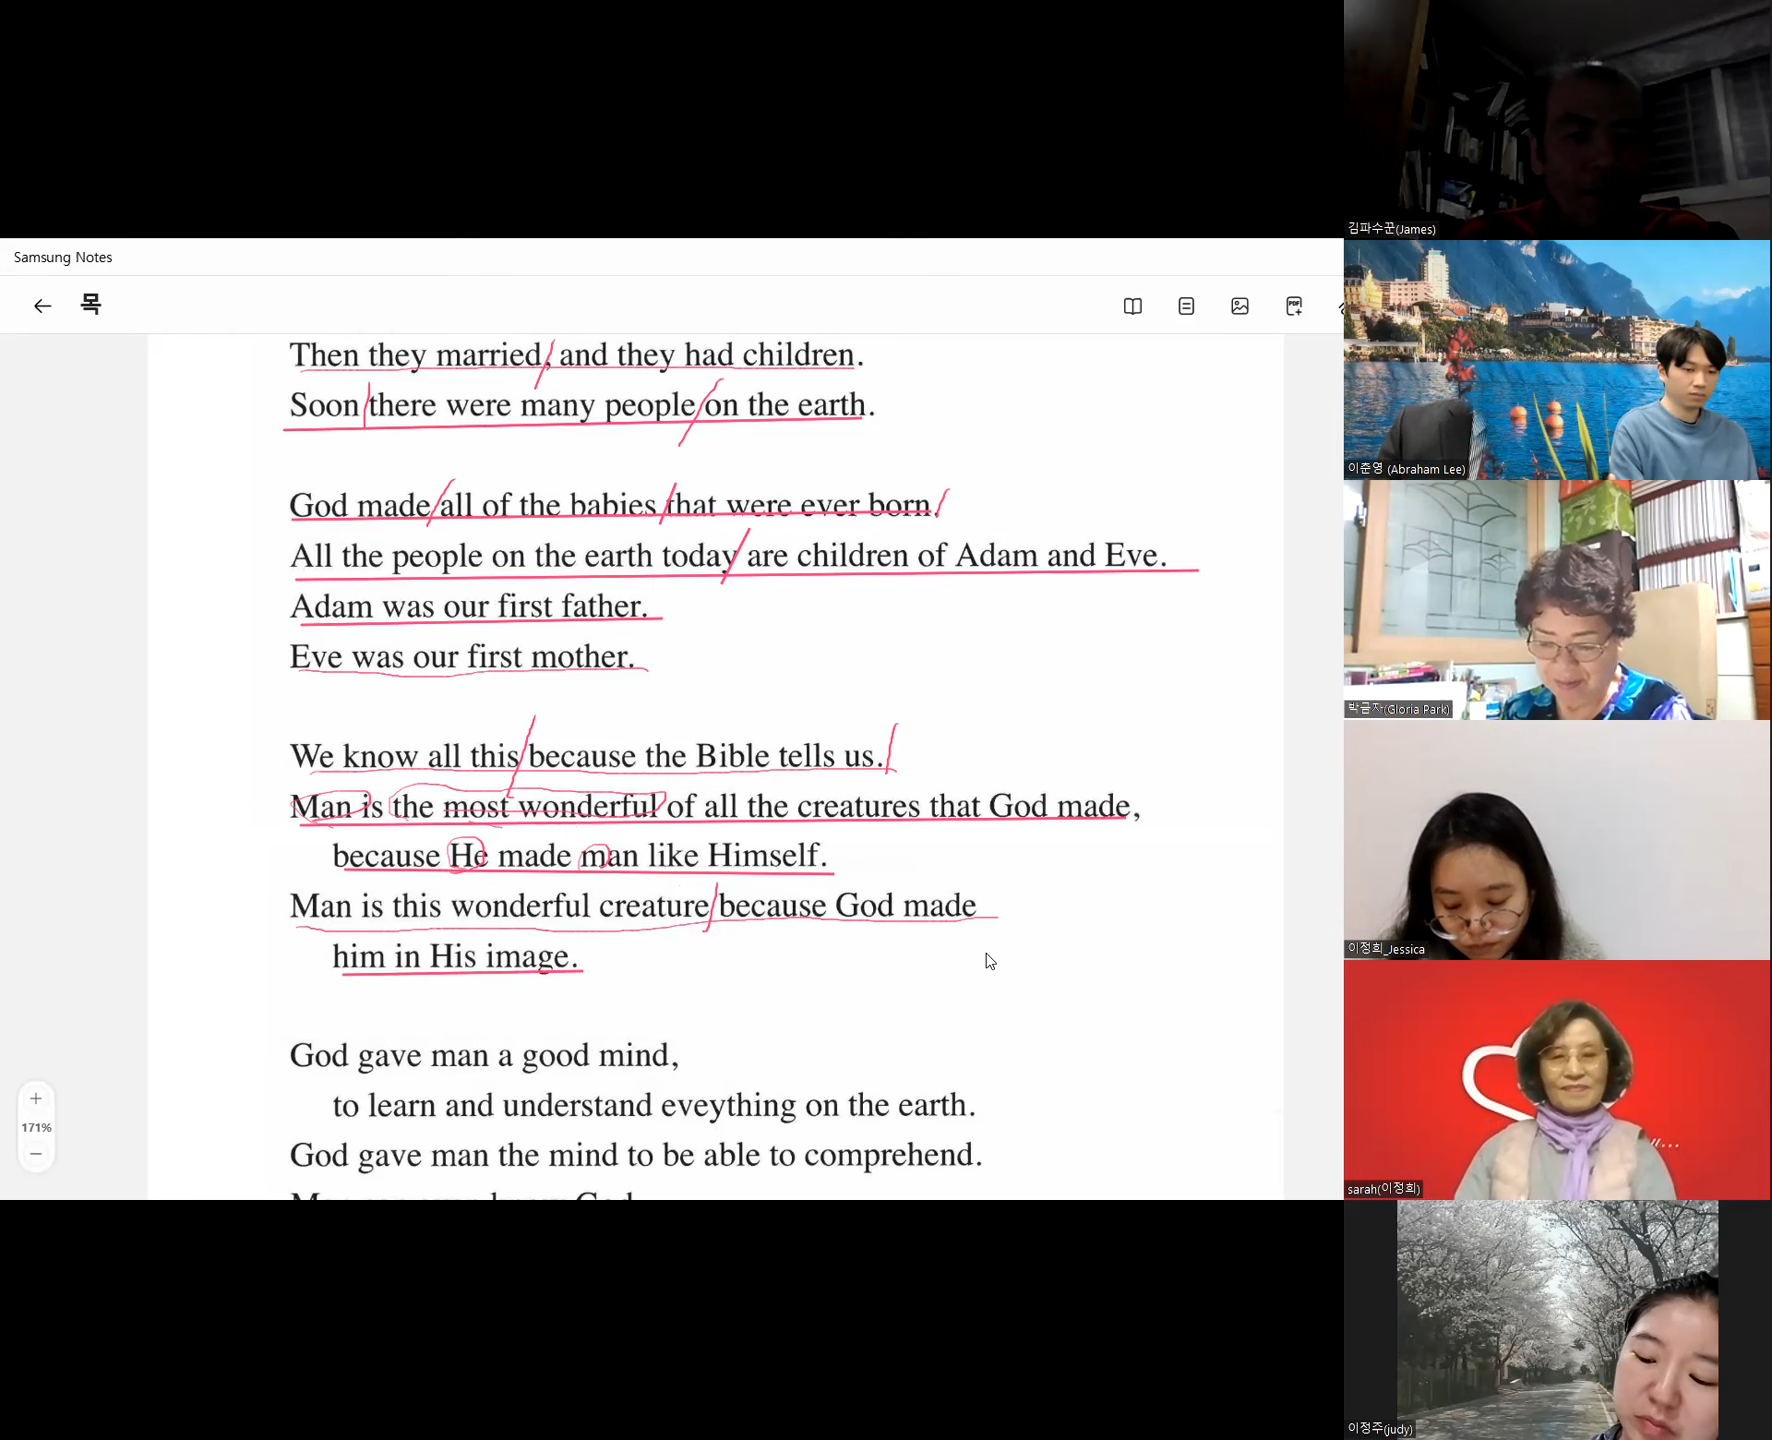 Samsung Notes
목
Then they married, and they had children.
Soon there were many people on the earth.
God made all of the babies that were ever born.
All the people on the earth today are children of Adam and Eve.
Adam was our first father.
Eve was our first mother.
We know all this because the Bible tells us.
Man is the most wonderful of all the creatures that God made,
because He made man like Himself.
Man is this wonderful creature because God made
him in His image.
God gave man a good mind,
to learn and understand eveything on the earth.
God gave man the mind to be able to comprehend.
171%
김파수꾼(James)
이춘영 (Abraham Lee)
박금자(Gloria Park)
이정희_Jessica
sarah(이정희)
이정주(judy)